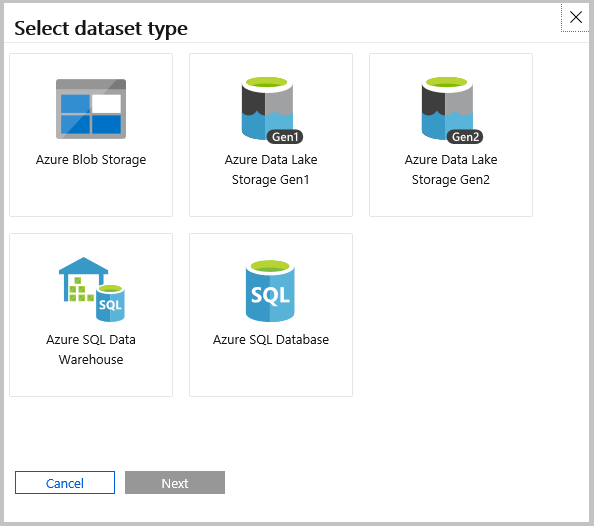 Select dataset type
Azure Blob Storage
Gen1
Azure Data Lake
Storage Gen1
Gen2
Azure Data Lake
Storage Gen2
SQL
Azure SQL Data
Warehouse
SQL
Azure SQL Database
Cancel
Next